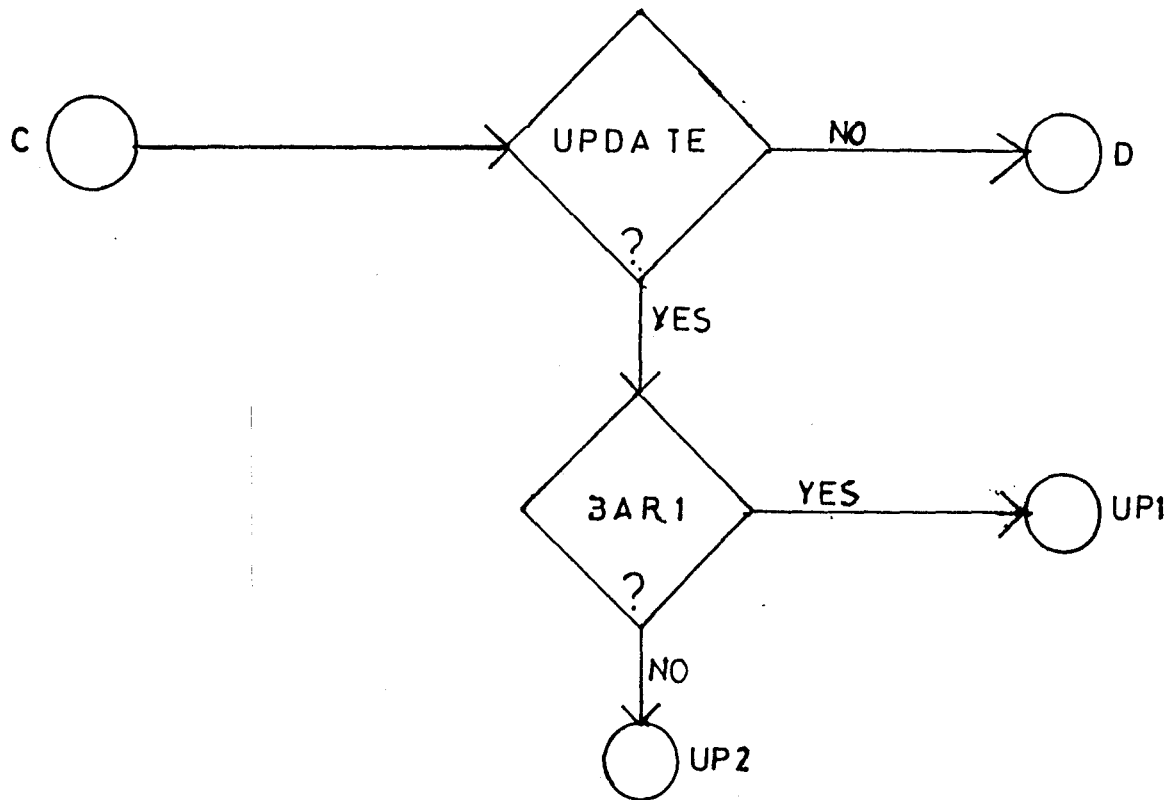 C
UPDATE
?
NO
D
YES
BAR1
?
YES
UP1
NO
UP2